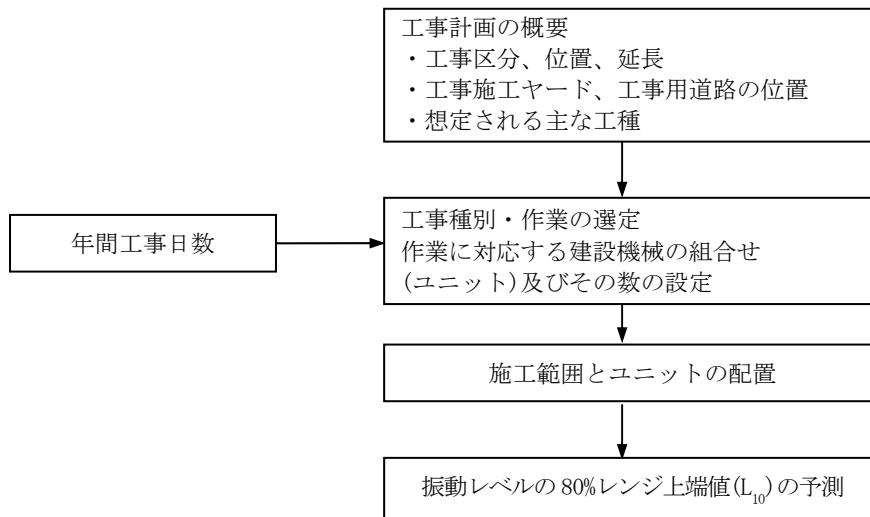 工事計画の概要
・工事区分、位置、延長
・工事施工ヤード、工事用道路の位置
・想定される主な工種
年間工事日数
工事種別・作業の選定
作業に対応する建設機械の組合せ
(ユニット)及びその数の設定
施工範囲とユニットの配置
振動レベルの 80%レンジ上端値(L10)の予測